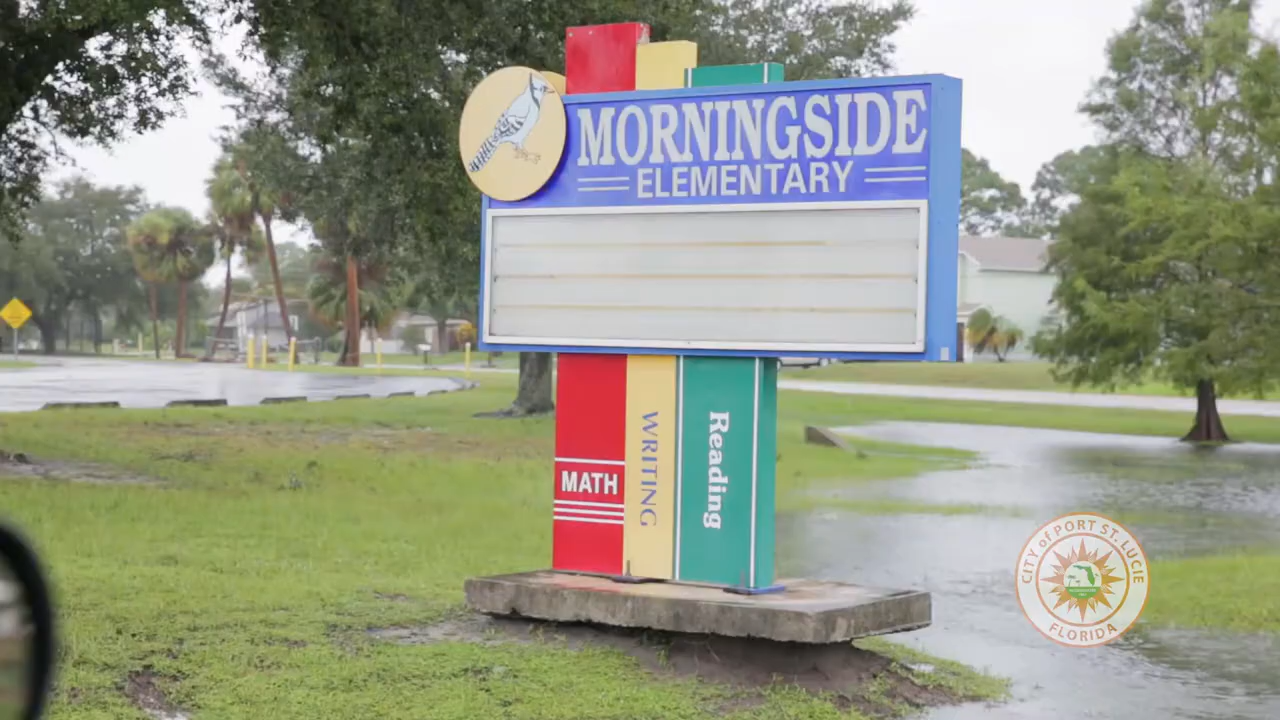 MORNINGSIDE
ELEMENTARY
MATH
WRITING
Reading
CITY of PORT ST. LUCIE
FLORIDA